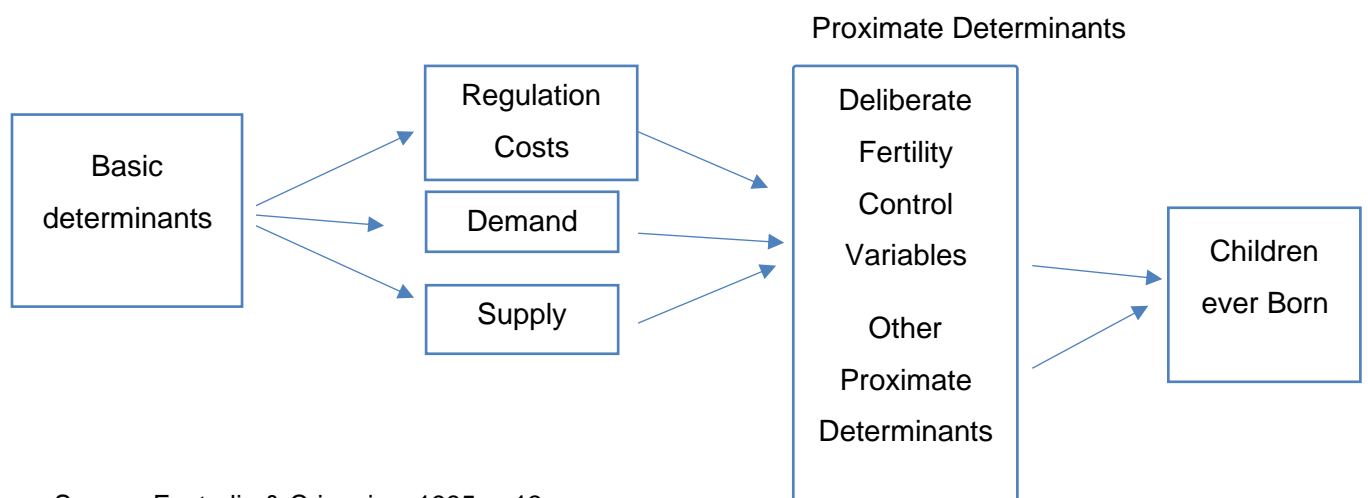 Proximate Determinants
Basic
determinants
Regulation
Costs
Demand
Supply
Deliberate
Fertility
Control
Variables
Other
Proximate
Determinants
Children
ever Born